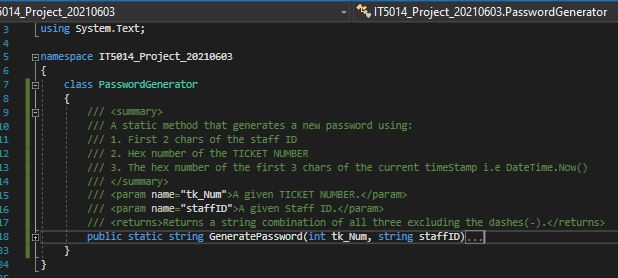 5014_Project_20210603 IT5014_Project_20210603.PasswordGenerator
3 using System.Text;
4
5 namespace IT5014_Project_20210603
6 {
7 class PasswordGenerator
8 {
9 /// <summary>
10 /// A static method that generates a new password using:
11 /// 1. First 2 chars of the staff ID
12 /// 2. Hex number of the TICKET NUMBER
13 /// 3. The hex number of the first 3 chars of the current timeStamp i.e DateTime.Now()
14 /// </summary>
15 /// <param name="tk_Num">A given TICKET NUMBER.</param>
16 /// <param name="staffID">A given Staff ID.</param>
17 /// <returns>Returns a string combination of all three excluding the dashes(-).</returns>
18 public static string GeneratePassword(int tk_Num, string staffID)...
33 }
34 }